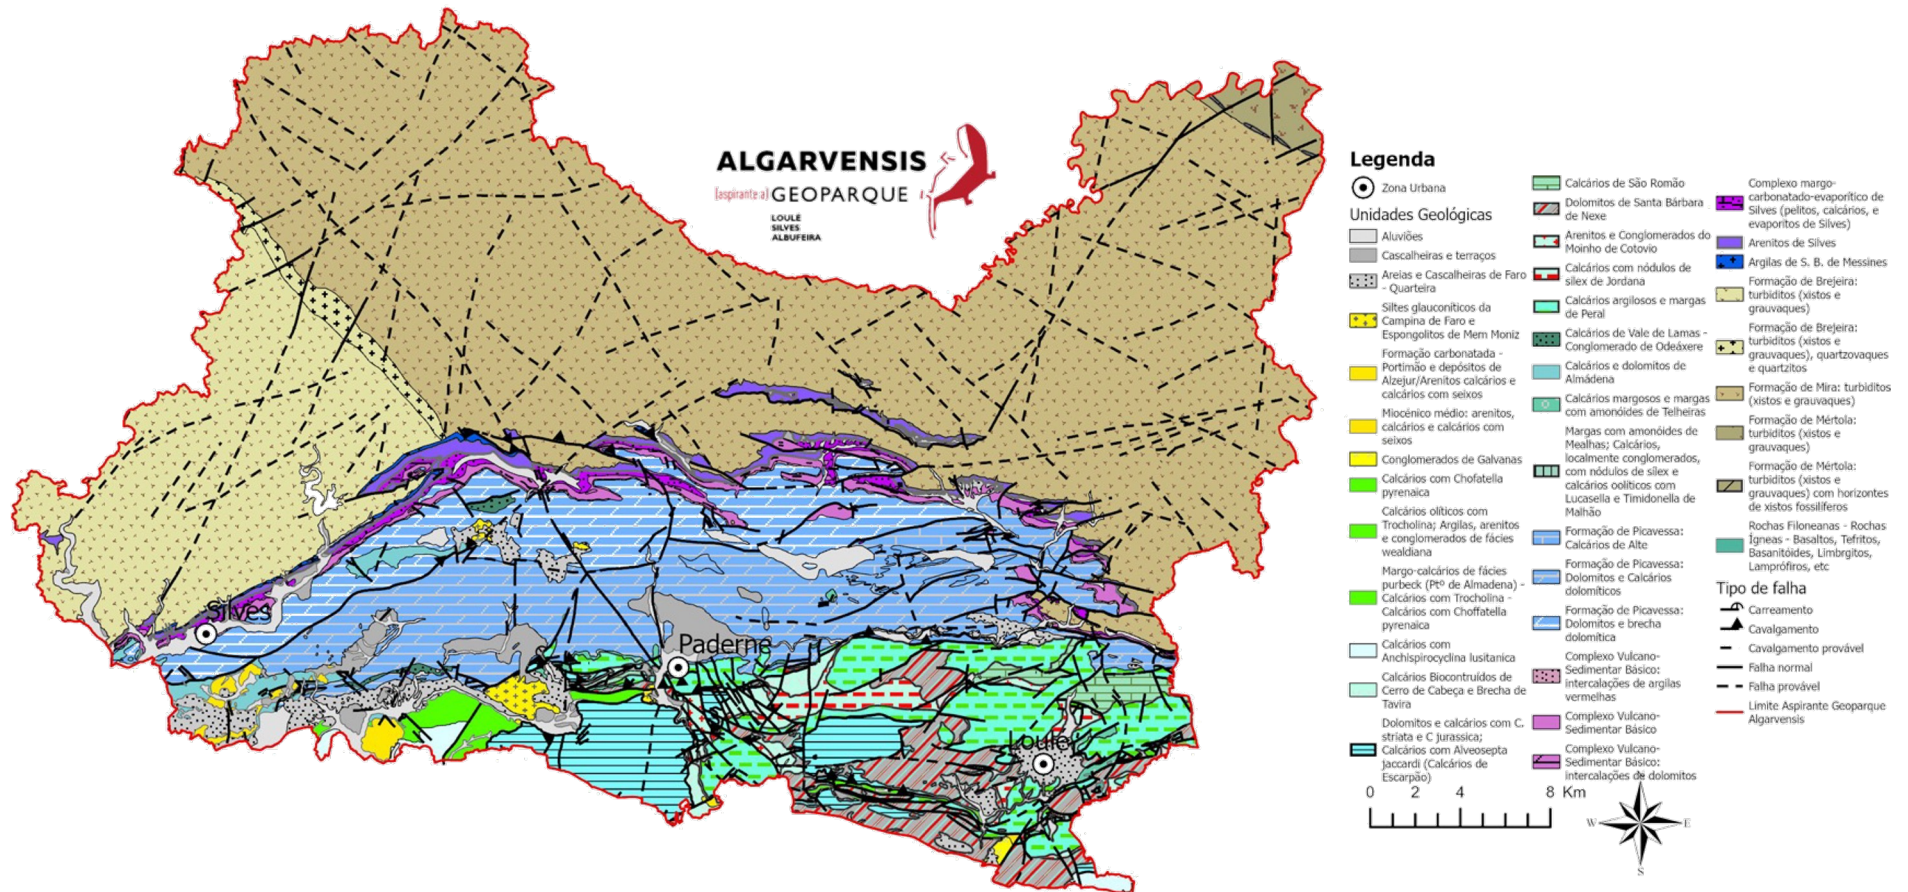 ALGARVENSIS
(aspirante a) GEOPARQUE
LOULÉ
SILVES
ALBUFEIRA
Silves
Paderne
Loulé
Legenda
Zona Urbana
Unidades Geológicas
Aluviões
Cascalheiras e terraços
Areias e Cascalheiras de Faro
- Quarteira
Siltes glauconíticos da
Campina de Faro e
Espongolitos de Mem Moniz
Formação carbonatada -
Portimão e depósitos de
Alzejur/Arenitos calcários e
calcários com seixos
Miocénico médio: arenitos,
calcários e calcários com
seixos
Conglomerados de Galvanas
Calcários com Chofatella
pyrenaica
Calcários olíticos com
Trocholina; Argilas, arenitos
e conglomerados de fácies
wealdiana
Margo-calcários de fácies
purbeck (Ptº de Almadena) -
Calcários com Trocholina -
Calcários com Choffatella
pyrenaica
Calcários com
Anchispirocyclina lusitanica
Calcários Biocontruídos de
Cerro de Cabeça e Brecha de
Tavira
Dolomitos e calcários com C.
striata e C jurassica;
Calcários com Alveosepta
jaccardi (Calcários de
Escarpão)
Calcários de São Romão
Dolomitos de Santa Bárbara
de Nexe
Arenitos e Conglomerados do
Moinho de Cotovio
Calcários com nódulos de
sílex de Jordana
Calcários argilosos e margas
de Peral
Calcários de Vale de Lamas -
Conglomerado de Odeáxere
Calcários e dolomitos de
Almádena
Calcários margosos e margas
com amonóides de Telheiras
Margas com amonóides de
Mealhas; Calcários,
localmente conglomerados,
com nódulos de sílex e
calcários oolíticos com
Lucasella e Timidonella de
Malhão
Formação de Picavessa:
Calcários de Alte
Formação de Picavessa:
Dolomitos e Calcários
dolomíticos
Formação de Picavessa:
Dolomitos e brecha
dolomítica
Complexo Vulcano-
Sedimentar Básico:
intercalações de argilas
vermelhas
Complexo Vulcano-
Sedimentar Básico
Complexo Vulcano-
Sedimentar Básico:
intercalações de dolomitos
Complexo margo-
carbonatado-evaporítico de
Silves (pelitos, calcários, e
evaporitos de Silves)
Arenitos de Silves
Argilas de S. B. de Messines
Formação de Brejeira:
turbiditos (xistos e
grauvaques)
Formação de Brejeira:
turbiditos (xistos e
grauvaques), quartzovaques
e quartzitos
Formação de Mira: turbiditos
(xistos e grauvaques)
Formação de Mértola:
turbiditos (xistos e
grauvaques)
Formação de Mértola:
turbiditos (xistos e
grauvaques) com horizontes
de xistos fossilíferos
Rochas Filoneanas - Rochas
Ígneas - Basaltos, Tefritos,
Basanitóides, Limbrgitos,
Lamprófiros, etc
Tipo de falha
Carreamento
Cavalgamento
Cavalgamento provável
Falha normal
Falha provável
Limite Aspirante Geoparque
Algarvensis
0 2 4 8 Km
N
W E
S